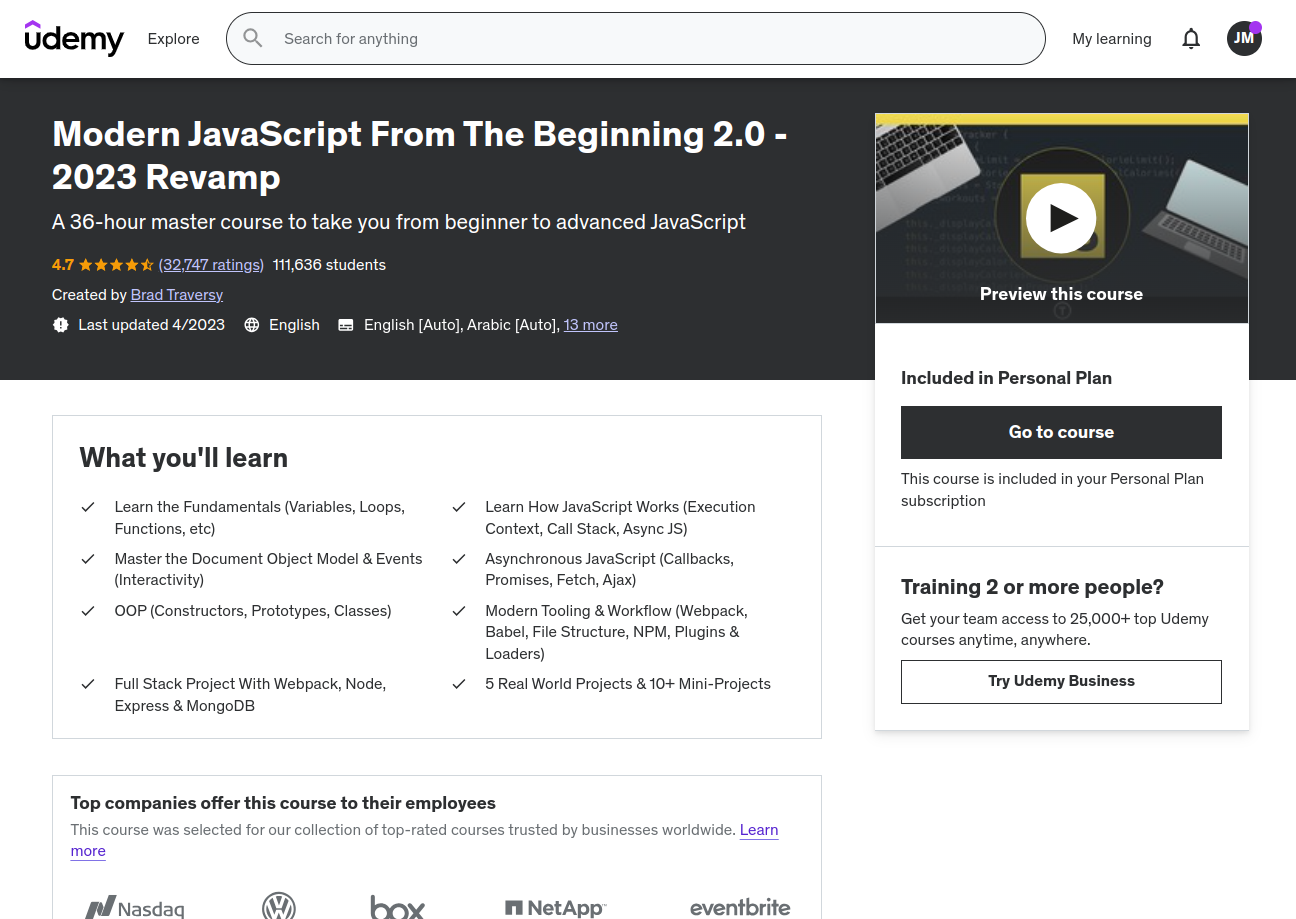 udemy
Explore
Search for anything
My learning
JM
Modern JavaScript From The Beginning 2.0 -
2023 Revamp
A 36-hour master course to take you from beginner to advanced JavaScript
4.7 (32,747 ratings) 111,636 students
Created by Brad Traversy
Last updated 4/2023 English English [Auto], Arabic [Auto], 13 more
Preview this course
Included in Personal Plan
Go to course
This course is included in your Personal Plan
subscription
Training 2 or more people?
Get your team access to 25,000+ top Udemy
courses anytime, anywhere.
Try Udemy Business
What you'll learn
Learn the Fundamentals (Variables, Loops,
Functions, etc)
Learn How JavaScript Works (Execution
Context, Call Stack, Async JS)
Master the Document Object Model & Events
(Interactivity)
Asynchronous JavaScript (Callbacks,
Promises, Fetch, Ajax)
OOP (Constructors, Prototypes, Classes)
Modern Tooling & Workflow (Webpack,
Babel, File Structure, NPM, Plugins &
Loaders)
Full Stack Project With Webpack, Node,
Express & MongoDB
5 Real World Projects & 10+ Mini-Projects
Top companies offer this course to their employees
This course was selected for our collection of top-rated courses trusted by businesses worldwide. Learn
more
Nasdaq
box
NetApp
eventbrite